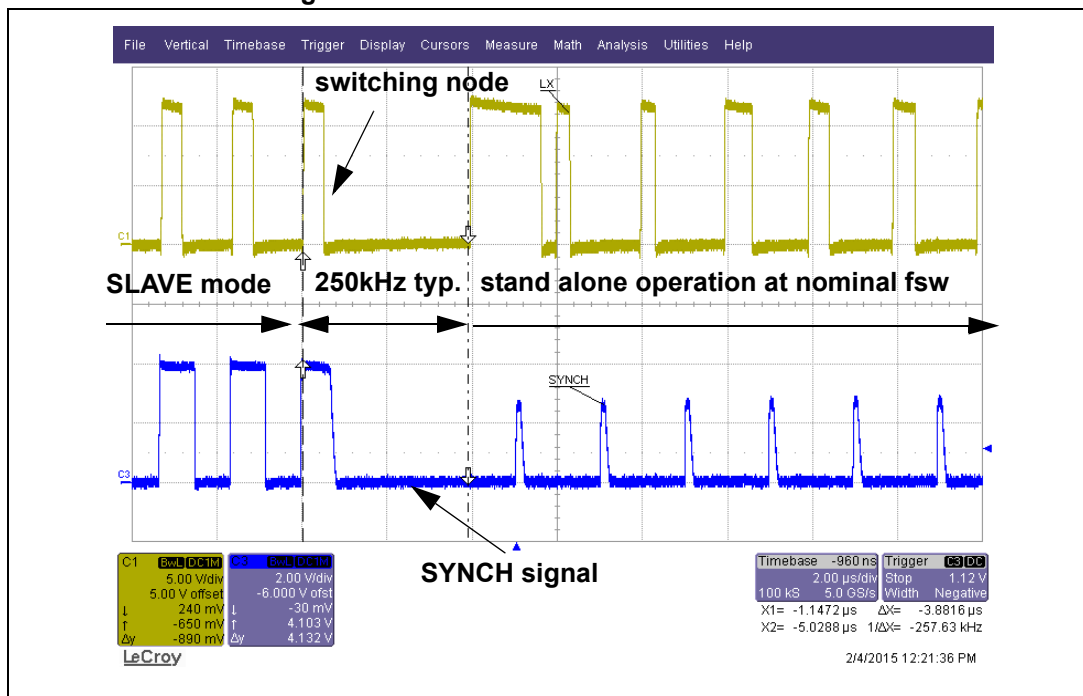 File Vertical Timebase Trigger Display Cursors Measure Math Analysis Utilities Help
switching node
LX
C1
SLAVE mode
250kHz typ.
stand alone operation at nominal fsw
SYNCH
C3
SYNCH signal
C1 BwL DC1M
5.00 V/div
5.00 V offset
↓ 240 mV
↑ -650 mV
Δy -890 mV
C3 BwL DC1M
2.00 V/div
-6.000 V ofst
↓ -30 mV
↑ 4.103 V
Δy 4.132 V
Timebase -960 ns
2.00 µs/div
100 kS 5.0 GS/s
Trigger C3 DC
Stop 1.12 V
Width Negative
X1= -1.1472 µs ΔX= -3.8816 µs
X2= -5.0288 µs 1/ΔX= -257.63 kHz
LeCroy
2/4/2015 12:21:36 PM